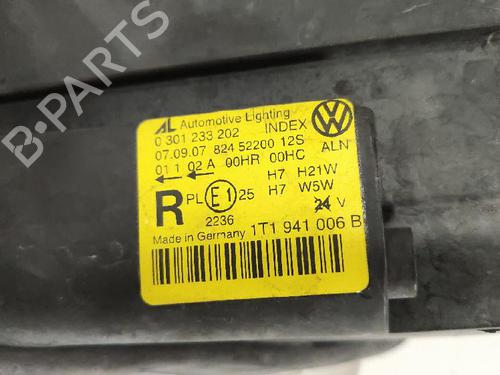 B-PARTS
AL Automotive Lighting
0 301 233 202 INDEX
07.09.07 824 52200 12S ALN
01 1 02 A 00HR 00HC
H7 H21W
R PL E1 25 H7 W5W
2236 24 V
Made in Germany 1T1 941 006 B